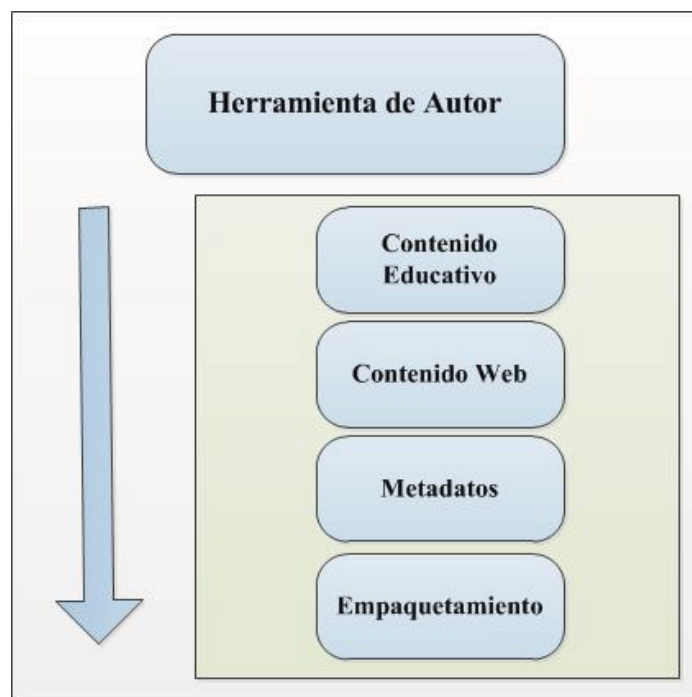 Herramienta de Autor
Contenido
Educativo
Contenido Web
Metadatos
Empaquetamiento